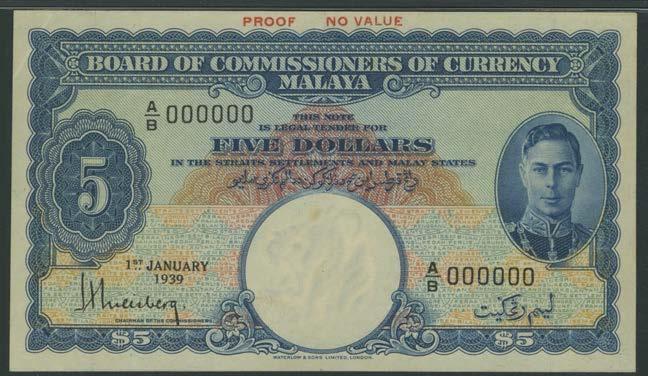 PROOF NO VALUE
BOARD OF COMMISSIONERS OF CURRENCY
MALAYA
A/B 000000
THIS NOTE
IS LEGAL TENDER FOR
FIVE DOLLARS
IN THE STRAITS SETTLEMENTS AND MALAY STATES
5
1ST JANUARY
1939
A/B 000000
CHAIRMAN OF THE COMMISSIONERS
ليم رڠݢيت
$5
$5
WATERLOW & SONS LIMITED, LONDON.